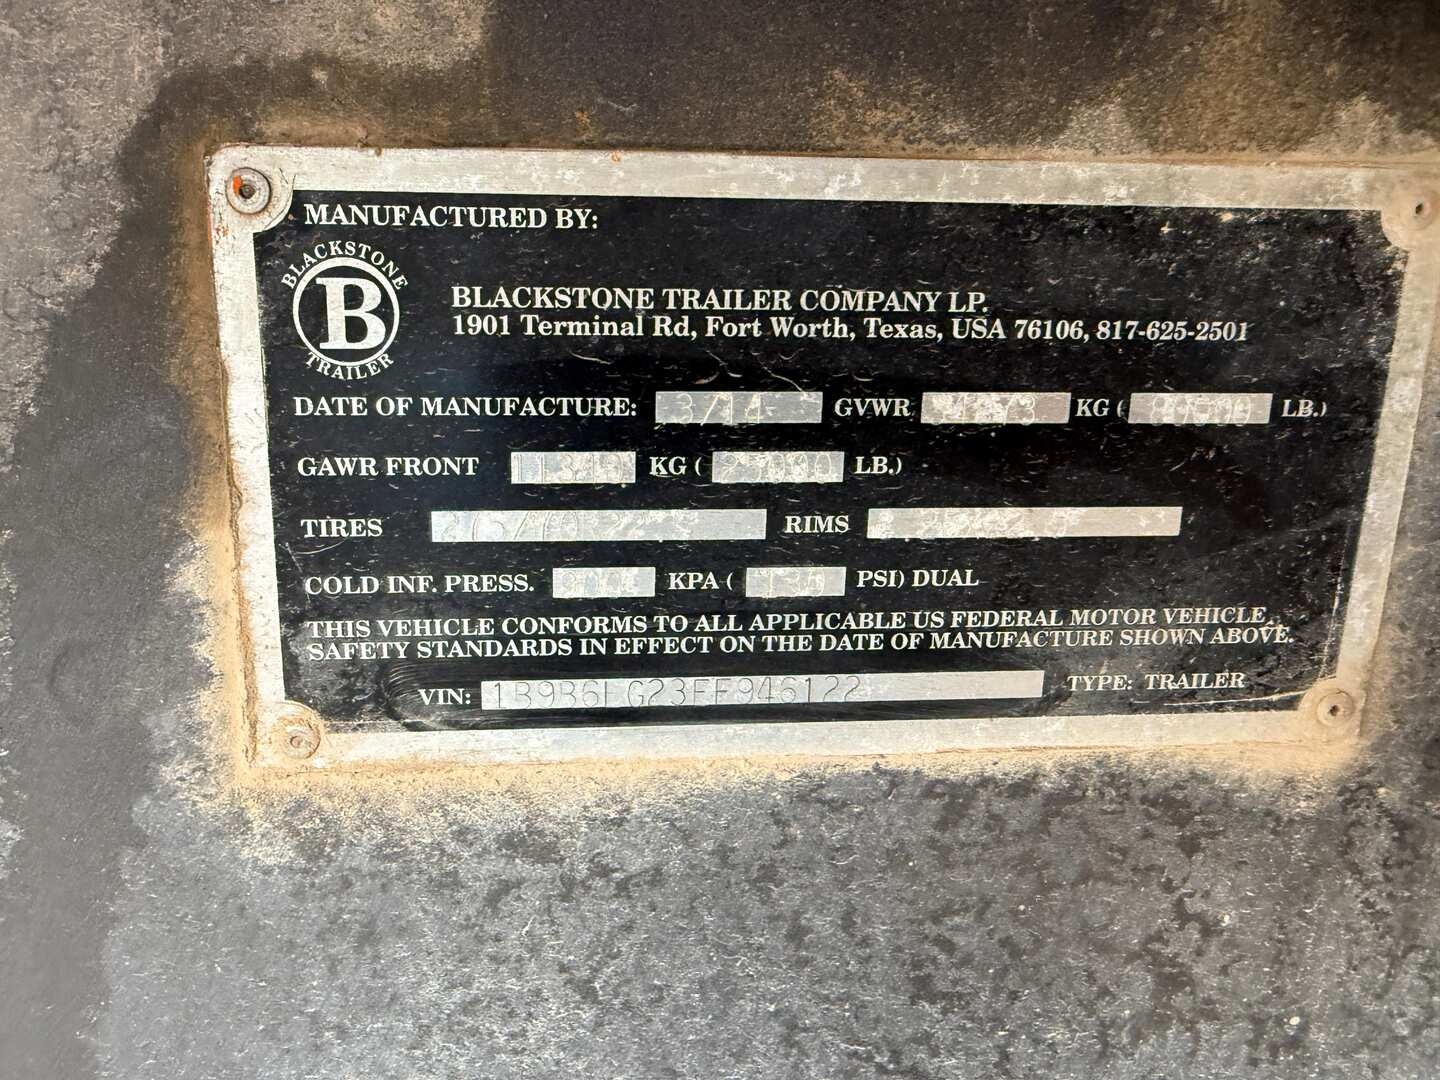 MANUFACTURED BY:
BLACKSTONE
B
TRAILER
BLACKSTONE TRAILER COMPANY LP.
1901 Terminal Rd, Fort Worth, Texas, USA 76106, 817-625-2501
DATE OF MANUFACTURE: 3/14 GVWR KG ( LB.)
GAWR FRONT KG ( LB.)
TIRES RIMS
COLD INF. PRESS. KPA ( PSI) DUAL
THIS VEHICLE CONFORMS TO ALL APPLICABLE US FEDERAL MOTOR VEHICLE
SAFETY STANDARDS IN EFFECT ON THE DATE OF MANUFACTURE SHOWN ABOVE.
VIN: TYPE: TRAILER